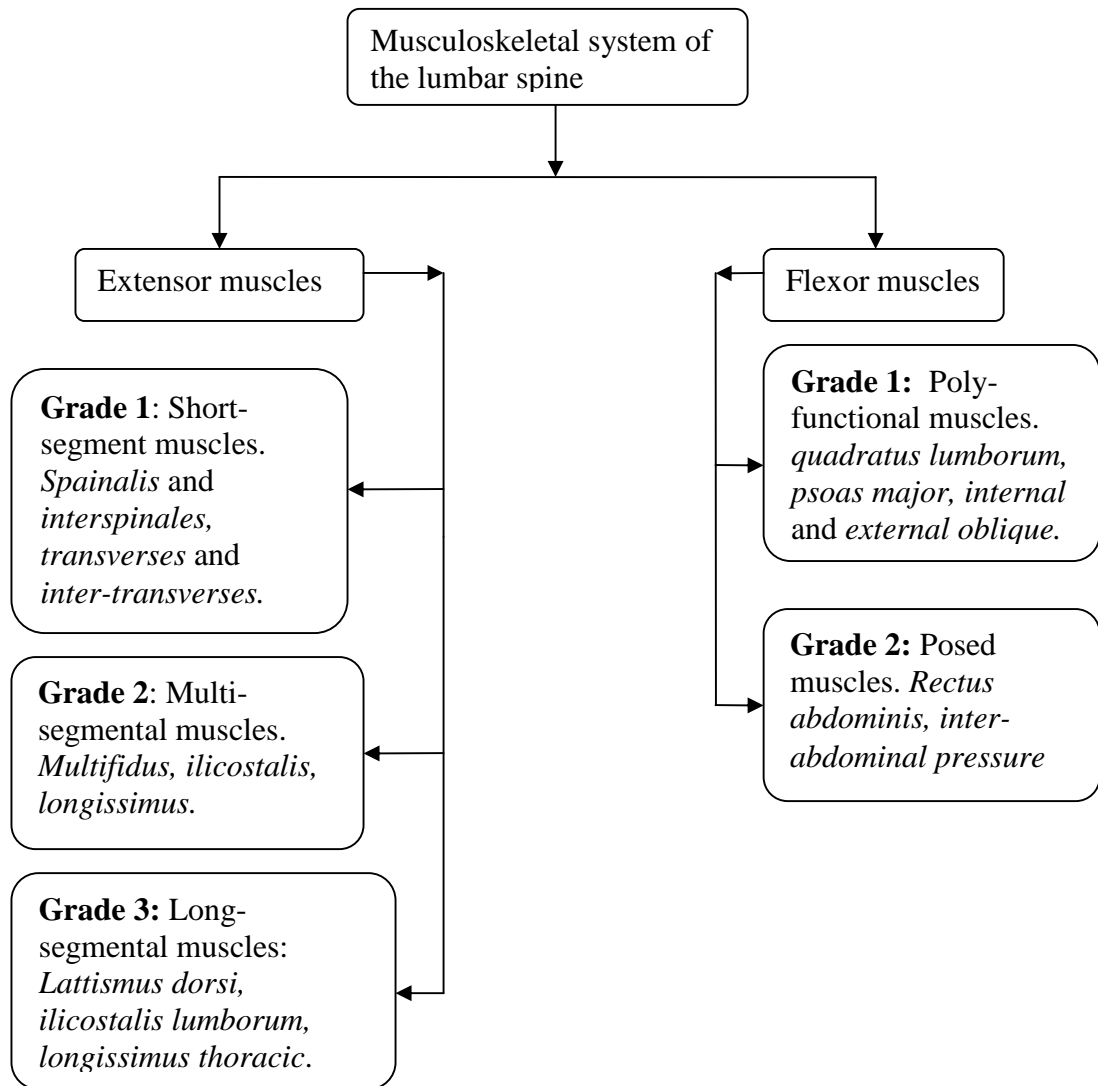 Musculoskeletal system of
the lumbar spine
Extensor muscles
Grade 1: Short-
segment muscles.
Spainalis and
interspinales,
transverses and
inter-transverses.
Grade 2: Multi-
segmental muscles.
Multifidus, ilicostalis,
longissimus.
Grade 3: Long-
segmental muscles:
Lattismus dorsi,
ilicostalis lumborum,
longissimus thoracic.
Flexor muscles
Grade 1: Poly-
functional muscles.
quadratus lumborum,
psoas major, internal
and external oblique.
Grade 2: Posed
muscles. Rectus
abdominis, inter-
abdominal pressure